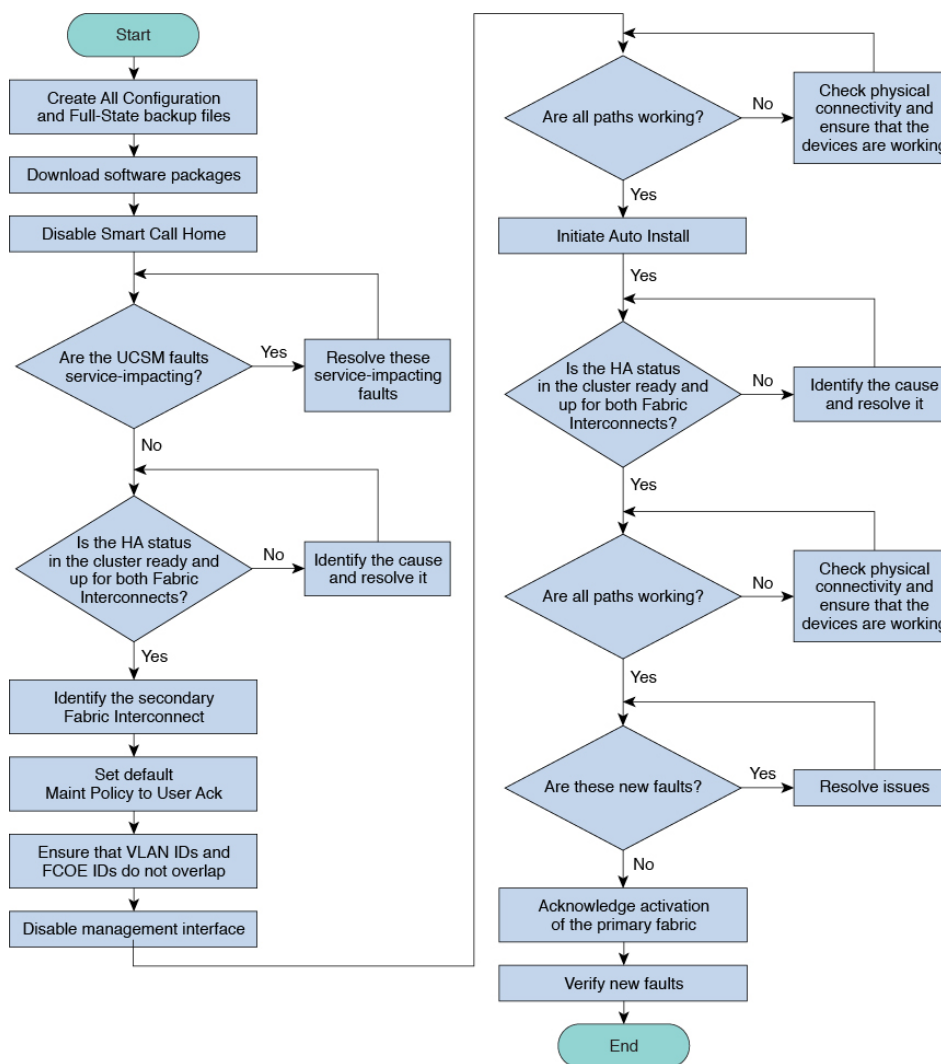 Start
Create All Configuration
and Full-State backup files
Download software packages
Disable Smart Call Home
Are the UCSM faults
service-impacting?
Yes
Resolve these
service-impacting
faults
No
Is the HA status
in the cluster ready and
up for both Fabric
Interconnects?
No
Identify the cause
and resolve it
Yes
Identify the secondary
Fabric Interconnect
Set default
Maint Policy to User Ack
Ensure that VLAN IDs and
FCOE IDs do not overlap
Disable management interface
Are all paths working?
No
Check physical
connectivity and
ensure that the
devices are working
Yes
Initiate Auto Install
Yes
Is the HA status
in the cluster ready and
up for both Fabric
Interconnects?
No
Identify the cause
and resolve it
Yes
Are all paths working?
No
Check physical
connectivity and
ensure that the
devices are working
Yes
Are these new faults?
Yes
Resolve issues
No
Acknowledge activation
of the primary fabric
Verify new faults
End